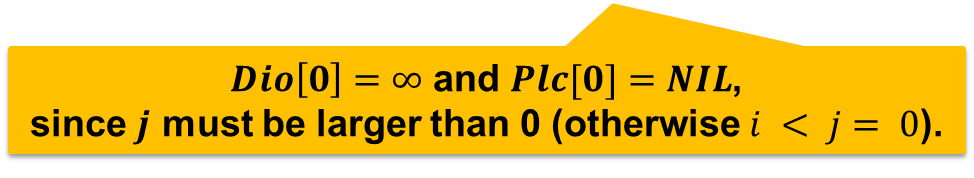 Dio[0] = ∞ and Plc[0] = NIL,
since j must be larger than 0 (otherwise i < j = 0).